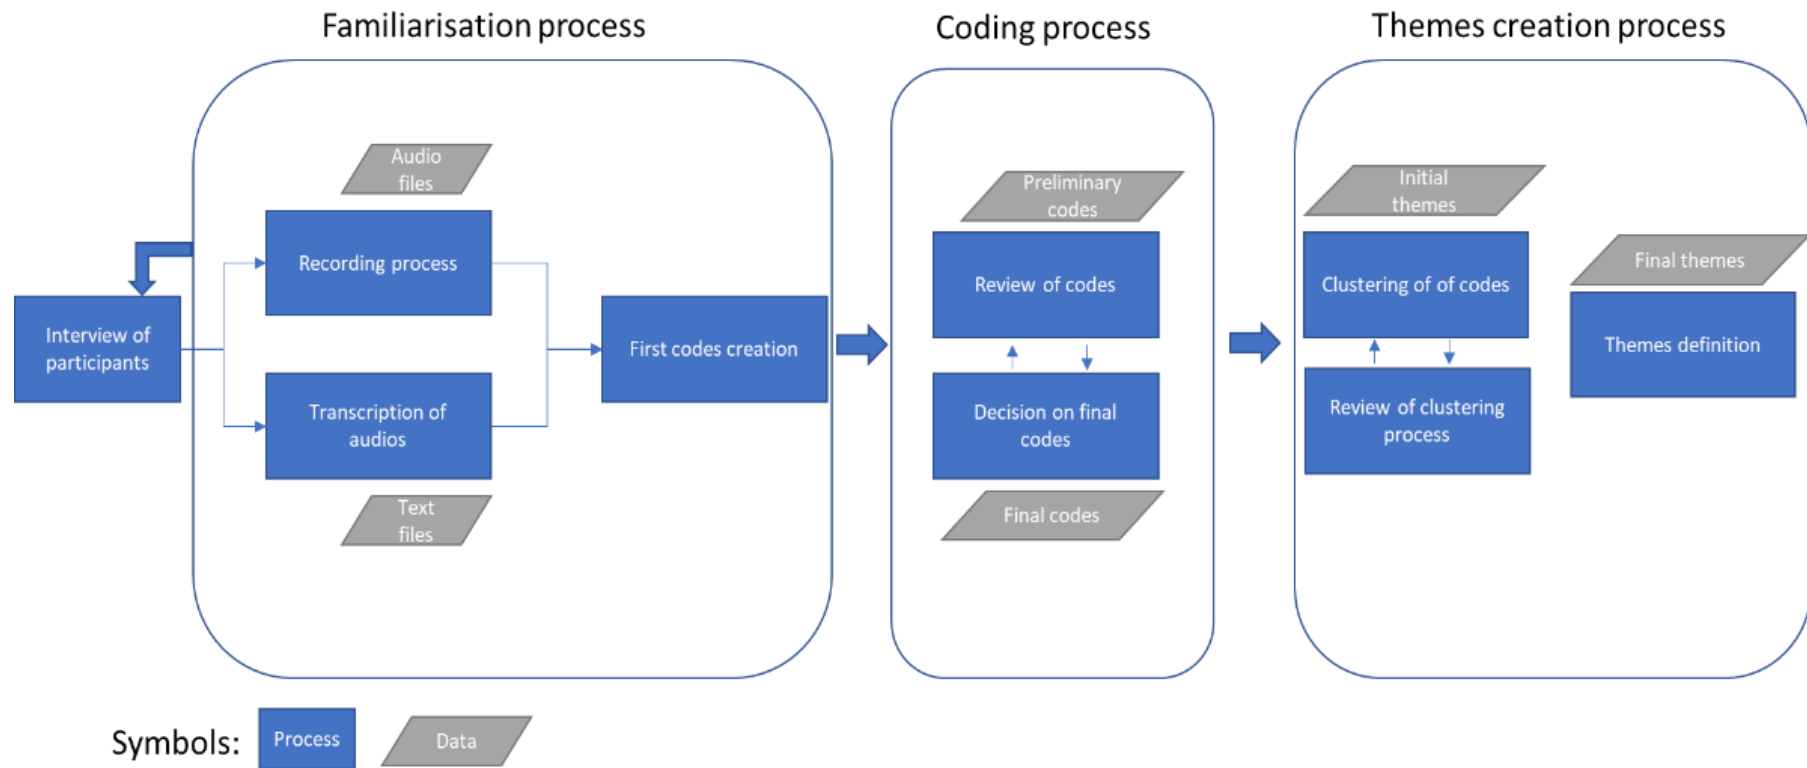 Familiarisation process
Coding process
Themes creation process
Audio
files
Recording process
Interview of
participants
First codes creation
Transcription of
audios
Text
files
Preliminary
codes
Review of codes
Decision on final
codes
Final codes
Initial
themes
Clustering of of codes
Review of clustering
process
Final themes
Themes definition
Symbols:
Process
Data